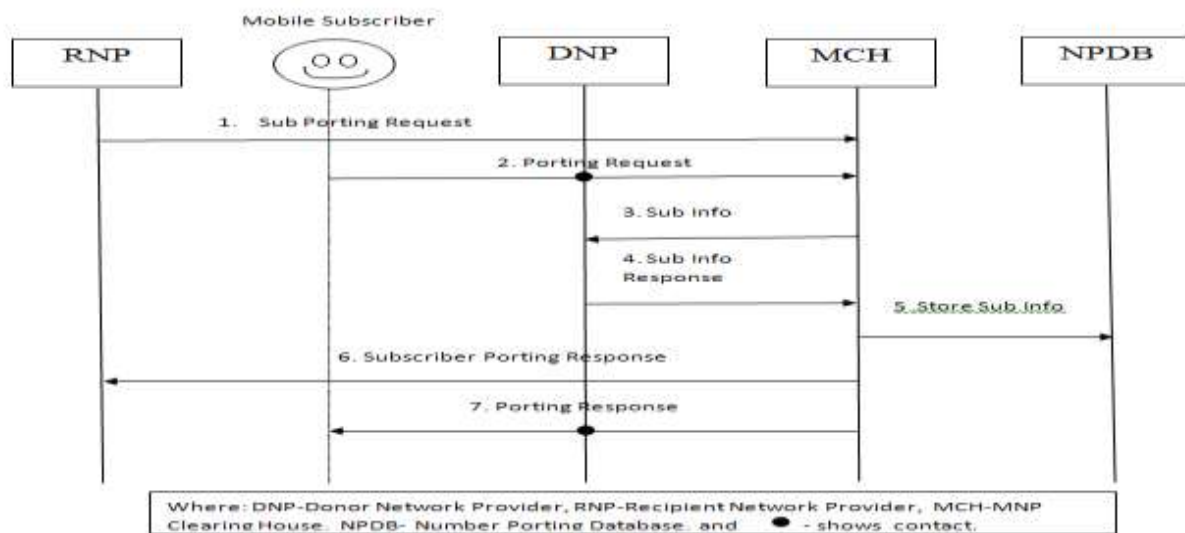 Mobile Subscriber
RNP
DNP
MCH
NPDB
1. Sub Porting Request
2. Porting Request
3. Sub Info
4. Sub Info
Response
5 Store Sub Info
6. Subscriber Porting Response
7. Porting Response
Where: DNP-Donor Network Provider, RNP-Recipient Network Provider, MCH-MNP
Clearing House, NPDB- Number Porting Database, and ● - shows contact.